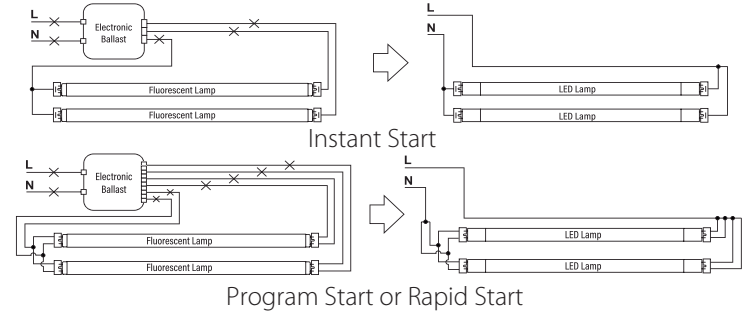 L
N
Electronic
Ballast
Fluorescent Lamp
Fluorescent Lamp
L
N
LED Lamp
LED Lamp
Instant Start
L
N
Electronic
Ballast
Fluorescent Lamp
Fluorescent Lamp
L
N
LED Lamp
LED Lamp
Program Start or Rapid Start